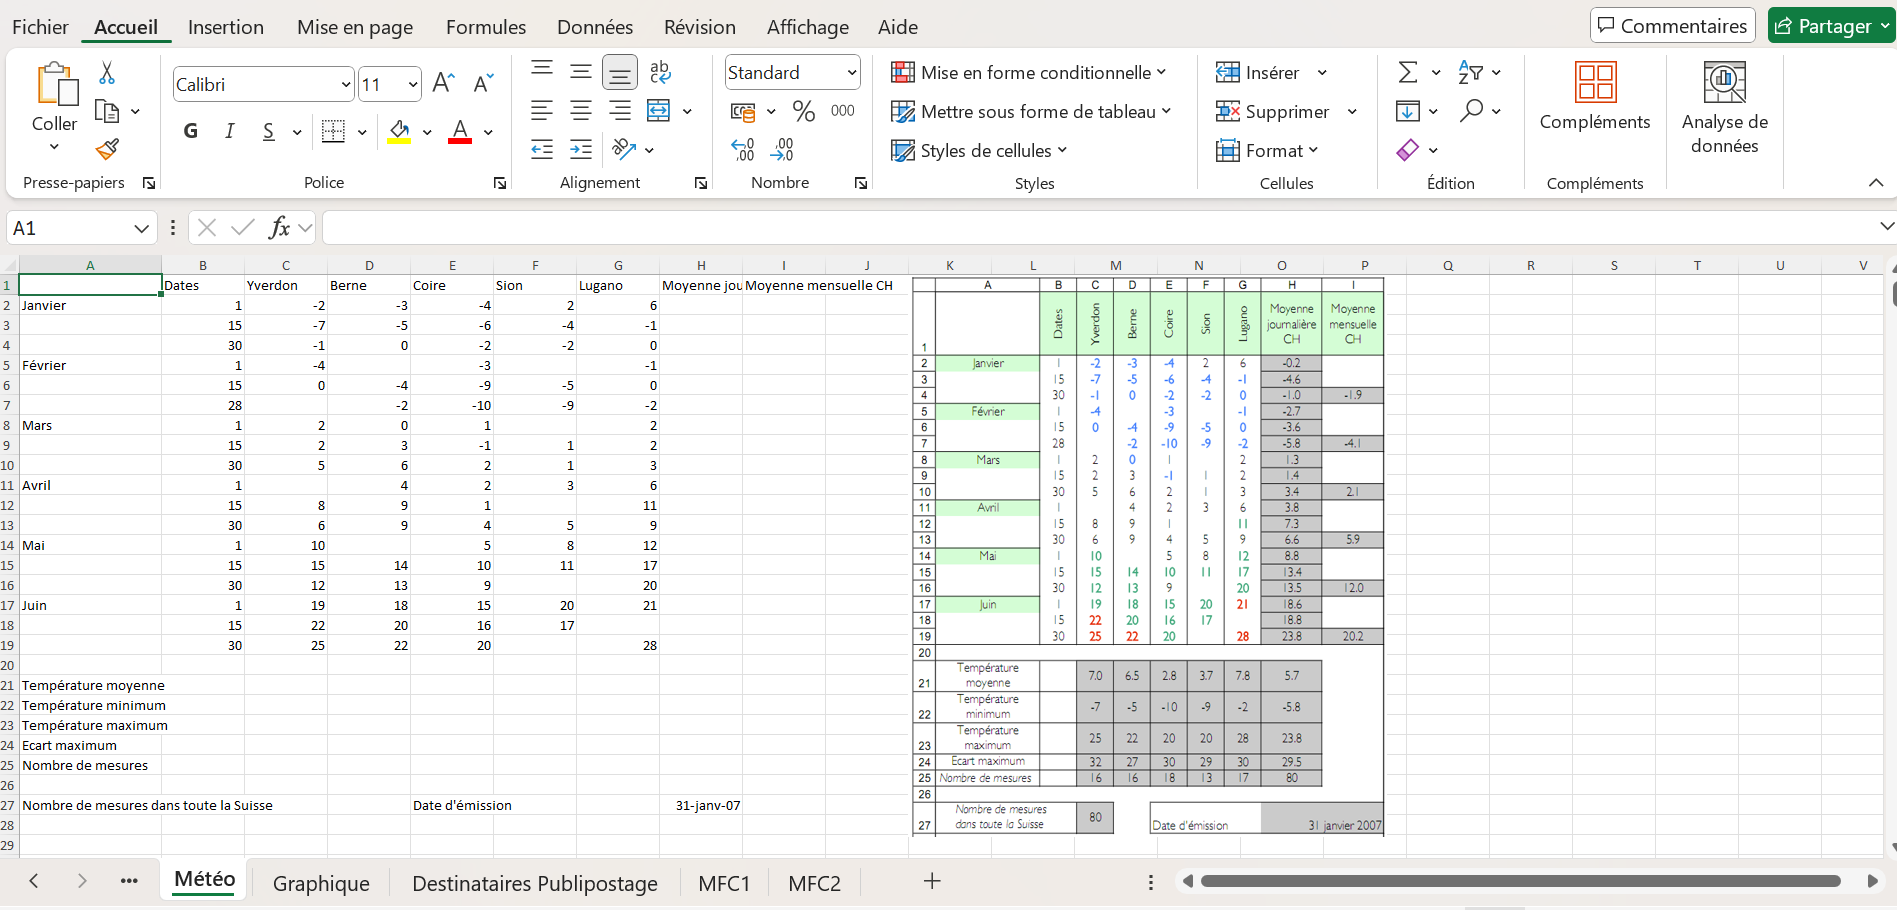 Fichier Accueil Insertion Mise en page Formules Données Révision Affichage Aide Commentaires Partager
Calibri 11 A A ab c Standard Mise en forme conditionnelle Insérer Σ A Z
Coller % 000 Mettre sous forme de tableau Supprimer Compléments Analyse de données
G I S A ab ,0 ,00 ,00 ,0 Styles de cellules Format
Presse-papiers Police Alignement Nombre Styles Cellules Édition Compléments
A1 fx
A B C D E F G H I J K L M N O P Q R S T U V
1 Dates Yverdon Berne Coire Sion Lugano Moyenne jou Moyenne mensuelle CH
2 Janvier 1 -2 -3 -4 2 6
3 15 -7 -5 -6 -4 -1
4 30 -1 0 -2 -2 0
5 Février 1 -4 -3 -1
6 15 0 -4 -9 -5 0
7 28 -2 -10 -9 -2
8 Mars 1 2 0 1 2
9 15 2 3 -1 1 2
10 30 5 6 2 1 3
11 Avril 1 4 2 3 6
12 15 8 9 1 11
13 30 6 9 4 5 9
14 Mai 1 10 5 8 12
15 15 15 14 10 11 17
16 30 12 13 9 20
17 Juin 1 19 18 15 20 21
18 15 22 20 16 17
19 30 25 22 20 28
20
21 Température moyenne
22 Température minimum
23 Température maximum
24 Ecart maximum
25 Nombre de mesures
26
27 Nombre de mesures dans toute la Suisse Date d'émission 31-janv-07
28
29
A B C D E F G H I
1 Dates Yverdon Berne Coire Sion Lugano Moyenne journalière CH Moyenne mensuelle CH
2 Janvier 1 -2 -3 -4 2 6 -0.2
3 15 -7 -5 -6 -4 -1 -4.6
4 30 -1 0 -2 -2 0 -1.0 -1.9
5 Février 1 -4 -3 -1 -2.7
6 15 0 -4 -9 -5 0 -3.6
7 28 -2 -10 -9 -2 -5.8 -4.1
8 Mars 1 2 0 1 2 1.3
9 15 2 3 -1 1 2 1.4
10 30 5 6 2 1 3 3.4 2.1
11 Avril 1 4 2 3 6 3.8
12 15 8 9 1 11 7.3
13 30 6 9 4 5 9 6.6 5.9
14 Mai 1 10 5 8 12 8.8
15 15 15 14 10 11 17 13.4
16 30 12 13 9 20 13.5 12.0
17 Juin 1 19 18 15 20 21 18.6
18 15 22 20 16 17 18.8
19 30 25 22 20 28 23.8 20.2
20
21 Température moyenne 7.0 6.5 2.8 3.7 7.8 5.7
22 Température minimum -7 -5 -10 -9 -2 -5.8
23 Température maximum 25 22 20 20 28 23.8
24 Ecart maximum 32 27 30 29 30 29.5
25 Nombre de mesures 16 16 18 13 17 80
26
27 Nombre de mesures dans toute la Suisse 80 Date d'émission 31 janvier 2007
Météo Graphique Destinataires Publipostage MFC1 MFC2